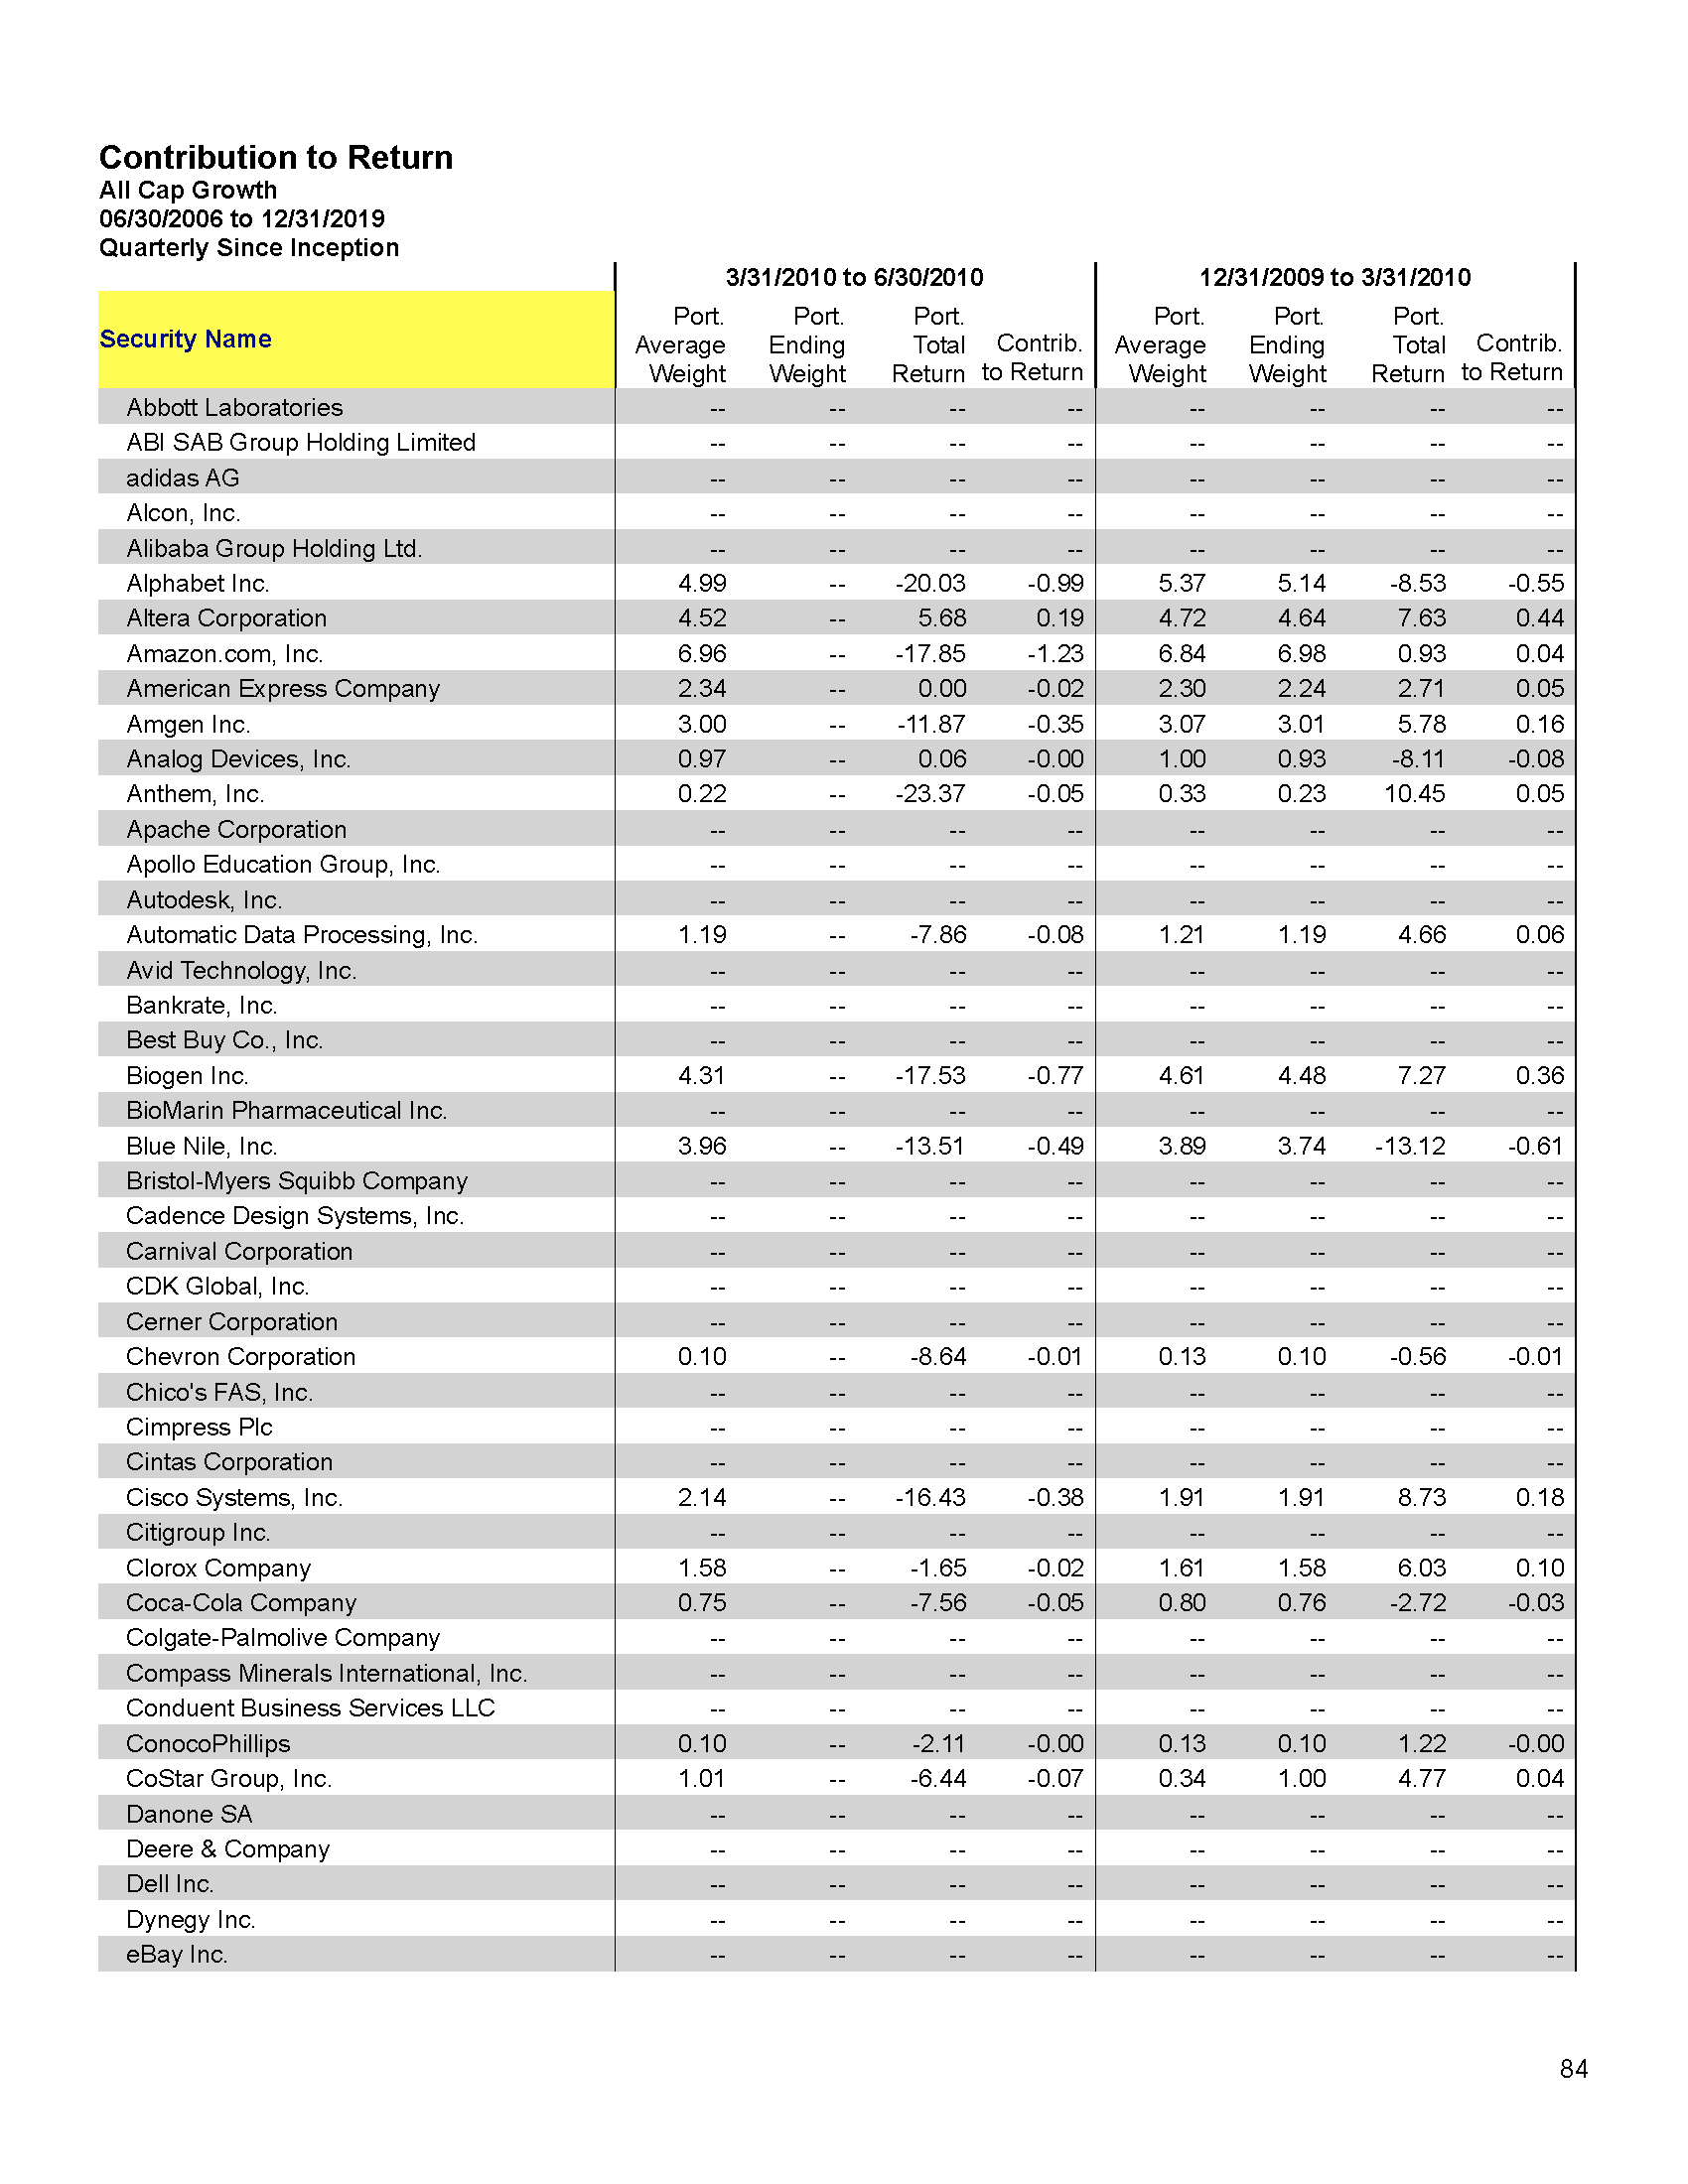 Contribution to Return
All Cap Growth
06/30/2006 to 12/31/2019
Quarterly Since Inception
3/31/2010 to 6/30/2010 12/31/2009 to 3/31/2010
Security Name Port. Average Weight Port. Ending Weight Port. Total Return Contrib. to Return Port. Average Weight Port. Ending Weight Port. Total Return Contrib. to Return
Abbott Laboratories -- -- -- -- -- -- -- --
ABI SAB Group Holding Limited -- -- -- -- -- -- -- --
adidas AG -- -- -- -- -- -- -- --
Alcon, Inc. -- -- -- -- -- -- -- --
Alibaba Group Holding Ltd. -- -- -- -- -- -- -- --
Alphabet Inc. 4.99 -- -20.03 -0.99 5.37 5.14 -8.53 -0.55
Altera Corporation 4.52 -- 5.68 0.19 4.72 4.64 7.63 0.44
Amazon.com, Inc. 6.96 -- -17.85 -1.23 6.84 6.98 0.93 0.04
American Express Company 2.34 -- 0.00 -0.02 2.30 2.24 2.71 0.05
Amgen Inc. 3.00 -- -11.87 -0.35 3.07 3.01 5.78 0.16
Analog Devices, Inc. 0.97 -- 0.06 -0.00 1.00 0.93 -8.11 -0.08
Anthem, Inc. 0.22 -- -23.37 -0.05 0.33 0.23 10.45 0.05
Apache Corporation -- -- -- -- -- -- -- --
Apollo Education Group, Inc. -- -- -- -- -- -- -- --
Autodesk, Inc. -- -- -- -- -- -- -- --
Automatic Data Processing, Inc. 1.19 -- -7.86 -0.08 1.21 1.19 4.66 0.06
Avid Technology, Inc. -- -- -- -- -- -- -- --
Bankrate, Inc. -- -- -- -- -- -- -- --
Best Buy Co., Inc. -- -- -- -- -- -- -- --
Biogen Inc. 4.31 -- -17.53 -0.77 4.61 4.48 7.27 0.36
BioMarin Pharmaceutical Inc. -- -- -- -- -- -- -- --
Blue Nile, Inc. 3.96 -- -13.51 -0.49 3.89 3.74 -13.12 -0.61
Bristol-Myers Squibb Company -- -- -- -- -- -- -- --
Cadence Design Systems, Inc. -- -- -- -- -- -- -- --
Carnival Corporation -- -- -- -- -- -- -- --
CDK Global, Inc. -- -- -- -- -- -- -- --
Cerner Corporation -- -- -- -- -- -- -- --
Chevron Corporation 0.10 -- -8.64 -0.01 0.13 0.10 -0.56 -0.01
Chico's FAS, Inc. -- -- -- -- -- -- -- --
Cimpress Plc -- -- -- -- -- -- -- --
Cintas Corporation -- -- -- -- -- -- -- --
Cisco Systems, Inc. 2.14 -- -16.43 -0.38 1.91 1.91 8.73 0.18
Citigroup Inc. -- -- -- -- -- -- -- --
Clorox Company 1.58 -- -1.65 -0.02 1.61 1.58 6.03 0.10
Coca-Cola Company 0.75 -- -7.56 -0.05 0.80 0.76 -2.72 -0.03
Colgate-Palmolive Company -- -- -- -- -- -- -- --
Compass Minerals International, Inc. -- -- -- -- -- -- -- --
Conduent Business Services LLC -- -- -- -- -- -- -- --
ConocoPhillips 0.10 -- -2.11 -0.00 0.13 0.10 1.22 -0.00
CoStar Group, Inc. 1.01 -- -6.44 -0.07 0.34 1.00 4.77 0.04
Danone SA -- -- -- -- -- -- -- --
Deere & Company -- -- -- -- -- -- -- --
Dell Inc. -- -- -- -- -- -- -- --
Dynegy Inc. -- -- -- -- -- -- -- --
eBay Inc. -- -- -- -- -- -- -- --
84